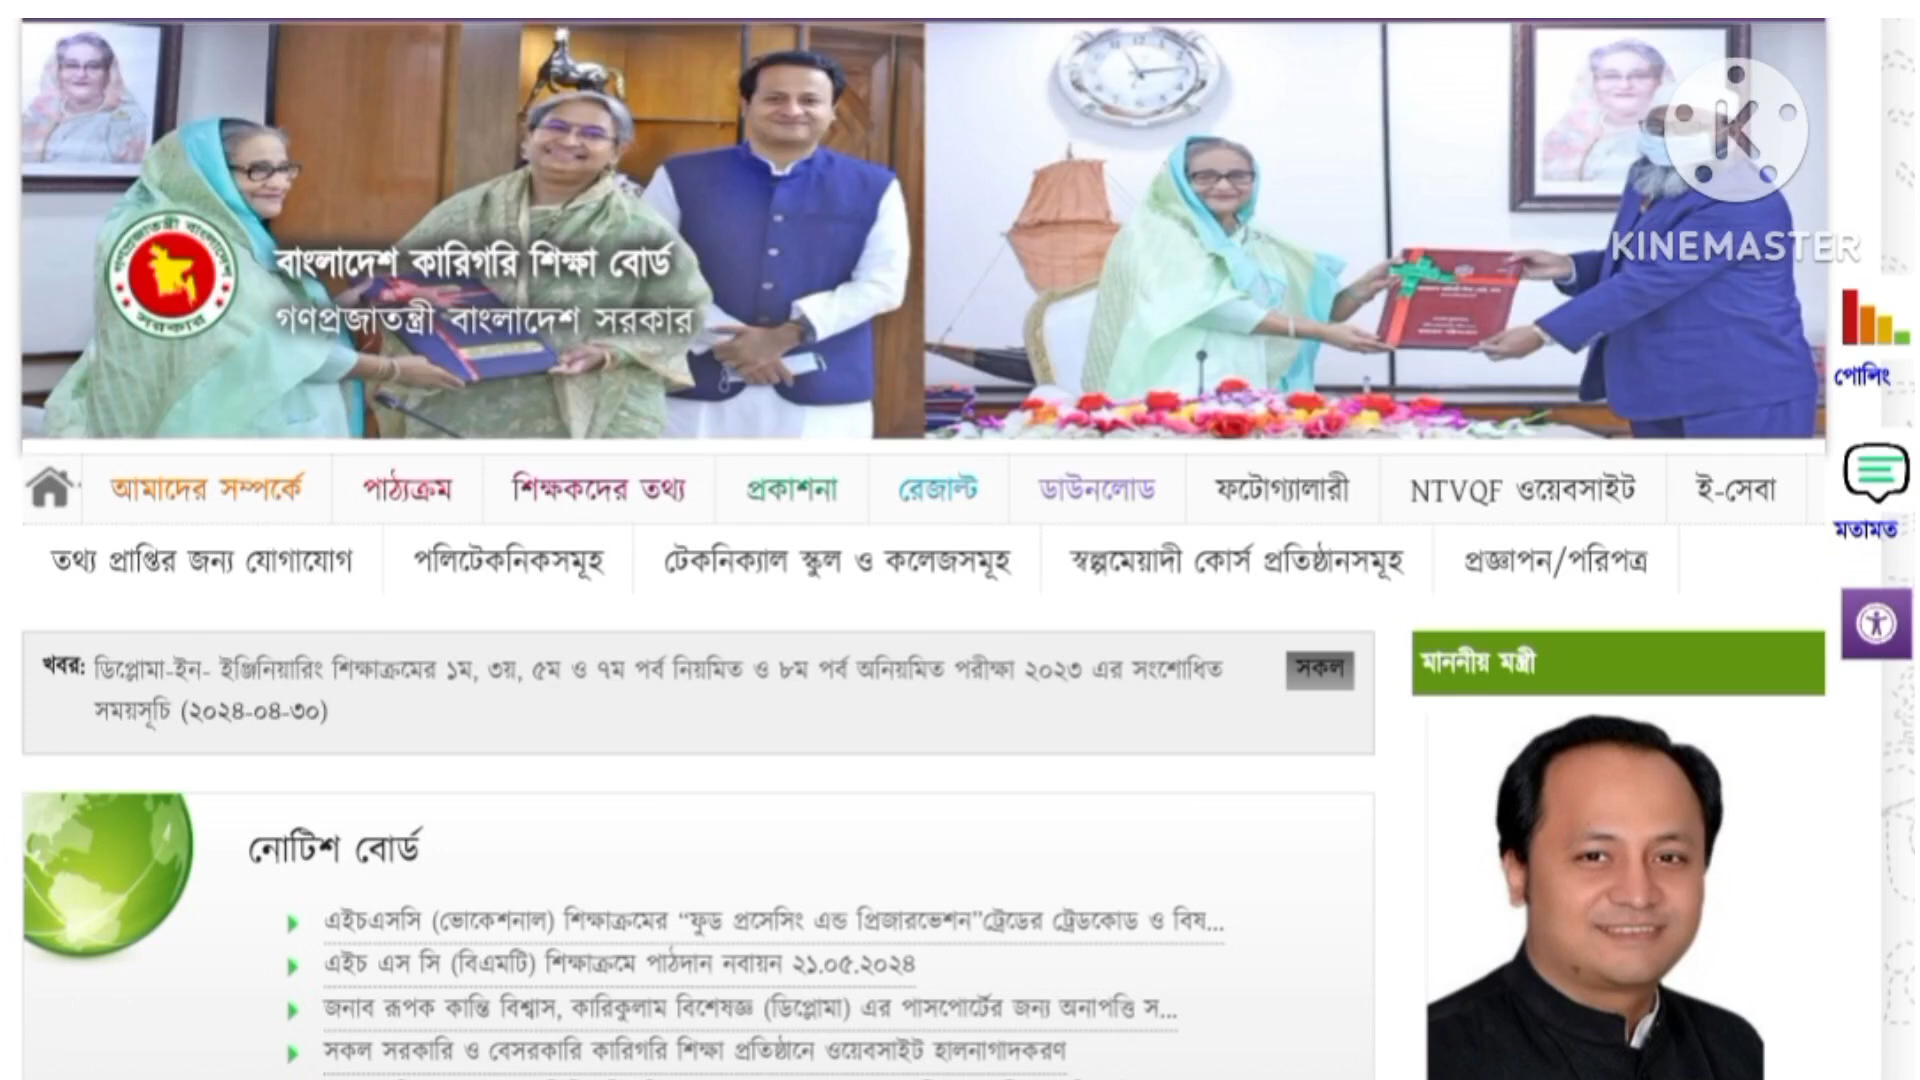 বাংলাদেশ কারিগরি শিক্ষা বোর্ড
গণপ্রজাতন্ত্রী বাংলাদেশ সরকার
K
KINEMASTER
পোলিং
মতামত
আমাদের সম্পর্কে পাঠ্যক্রম শিক্ষকদের তথ্য প্রকাশনা রেজাল্ট ডাউনলোড ফটোগ্যালারী NTVQF ওয়েবসাইট ই-সেবা
তথ্য প্রাপ্তির জন্য যোগাযোগ পলিটেকনিকসমূহ টেকনিক্যাল স্কুল ও কলেজসমূহ স্বল্পমেয়াদী কোর্স প্রতিষ্ঠানসমূহ প্রজ্ঞাপন/পরিপত্র
খবর: ডিপ্লোমা-ইন- ইঞ্জিনিয়ারিং শিক্ষাক্রমের ১ম, ৩য়, ৫ম ও ৭ম পর্ব নিয়মিত ও ৮ম পর্ব অনিয়মিত পরীক্ষা ২০২৩ এর সংশোধিত
সময়সূচি (২০২৪-০৪-৩০)
সকল
মাননীয় মন্ত্রী
নোটিশ বোর্ড
এইচএসসি (ভোকেশনাল) শিক্ষাক্রমের “ফুড প্রসেসিং এন্ড প্রিজারভেশন”ট্রেডের ট্রেডকোড ও বিষ...
এইচ এস সি (বিএমটি) শিক্ষাক্রমে পাঠদান নবায়ন ২১.০৫.২০২৪
জনাব রূপক কান্তি বিশ্বাস, কারিকুলাম বিশেষজ্ঞ (ডিপ্লোমা) এর পাসপোর্টের জন্য অনাপত্তি স...
সকল সরকারি ও বেসরকারি কারিগরি শিক্ষা প্রতিষ্ঠানে ওয়েবসাইট হালনাগাদকরণ